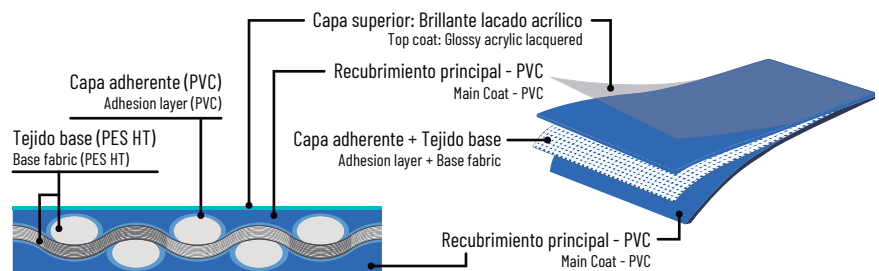 Capa superior: Brillante lacado acrílico
Top coat: Glossy acrylic lacquered
Recubrimiento principal - PVC
Main Coat - PVC
Capa adherente (PVC)
Adhesion layer (PVC)
Tejido base (PES HT)
Base fabric (PES HT)
Capa adherente + Tejido base
Adhesion layer + Base fabric
Recubrimiento principal - PVC
Main Coat - PVC